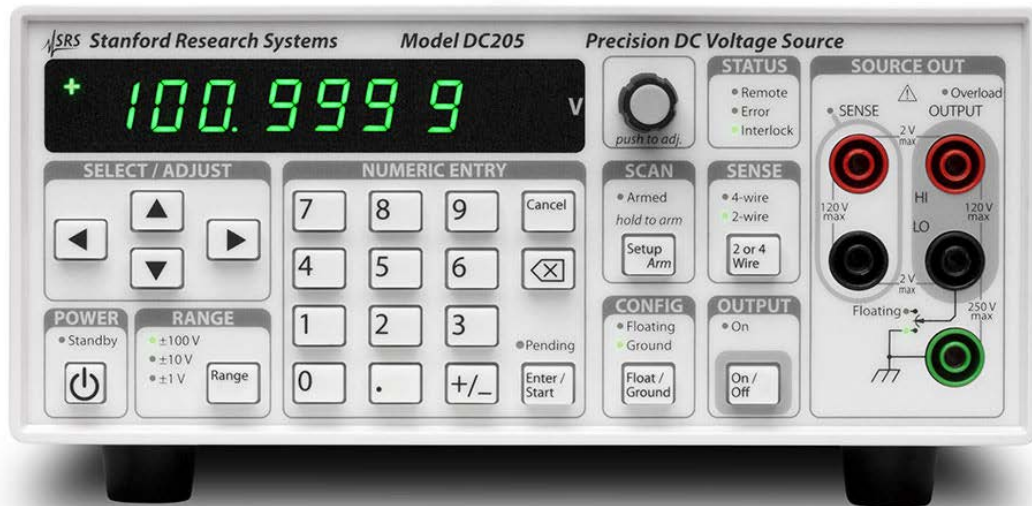 SRS Stanford Research Systems Model DC205 Precision DC Voltage Source
+ 100.9999 V
push to adj.
STATUS
Remote
Error
Interlock
SOURCE OUT
Overload
SENSE OUTPUT
2 V
max
HI
120 V
max
120 V
max
LO
2 V
max
Floating
250 V
max
SELECT / ADJUST
NUMERIC ENTRY
7 8 9 Cancel
4 5 6
1 2 3
Pending
0 . +/− Enter /
Start
SCAN
Armed
hold to arm
Setup
Arm
SENSE
4-wire
2-wire
2 or 4
Wire
POWER
Standby
RANGE
±100 V
±10 V
±1 V
Range
CONFIG
Floating
Ground
Float /
Ground
OUTPUT
On
On /
Off